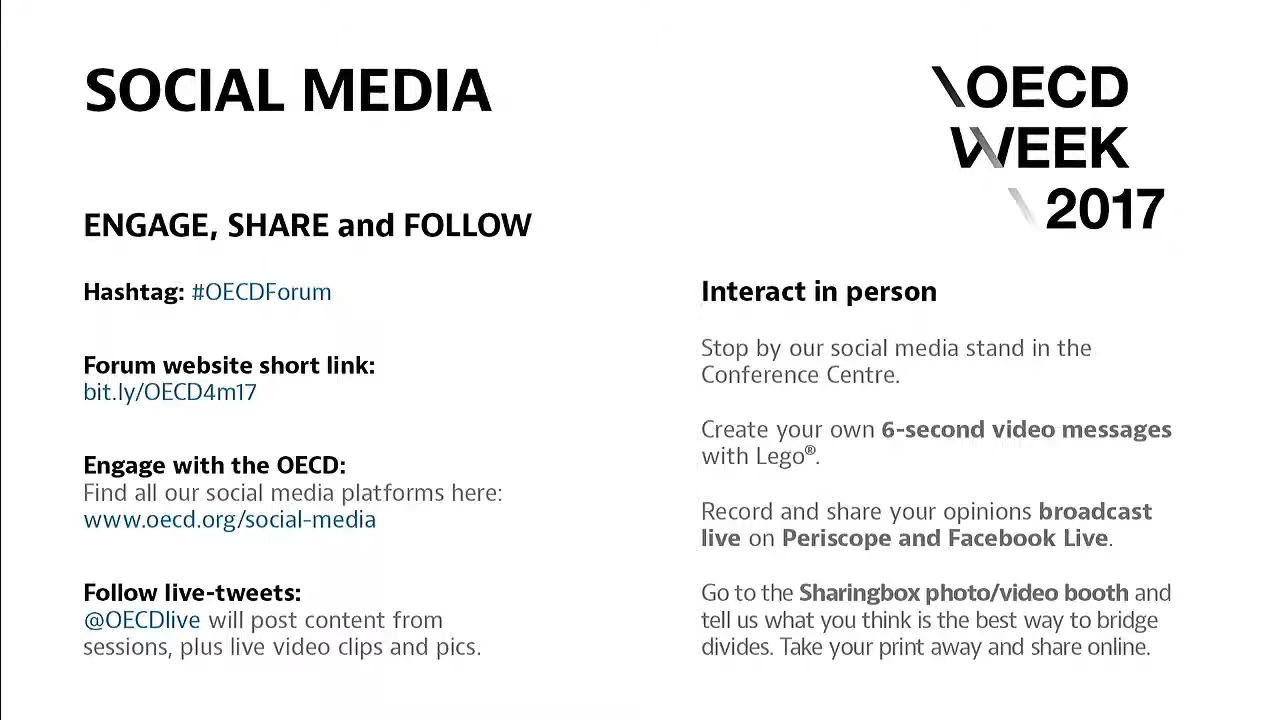 SOCIAL MEDIA
\OECD
WEEK
\2017
ENGAGE, SHARE and FOLLOW
Hashtag: #OECDForum
Forum website short link:
bit.ly/OECD4m17
Engage with the OECD:
Find all our social media platforms here:
www.oecd.org/social-media
Follow live-tweets:
@OECDlive will post content from
sessions, plus live video clips and pics.
Interact in person
Stop by our social media stand in the
Conference Centre.
Create your own 6-second video messages
with Lego®.
Record and share your opinions broadcast
live on Periscope and Facebook Live.
Go to the Sharingbox photo/video booth and
tell us what you think is the best way to bridge
divides. Take your print away and share online.